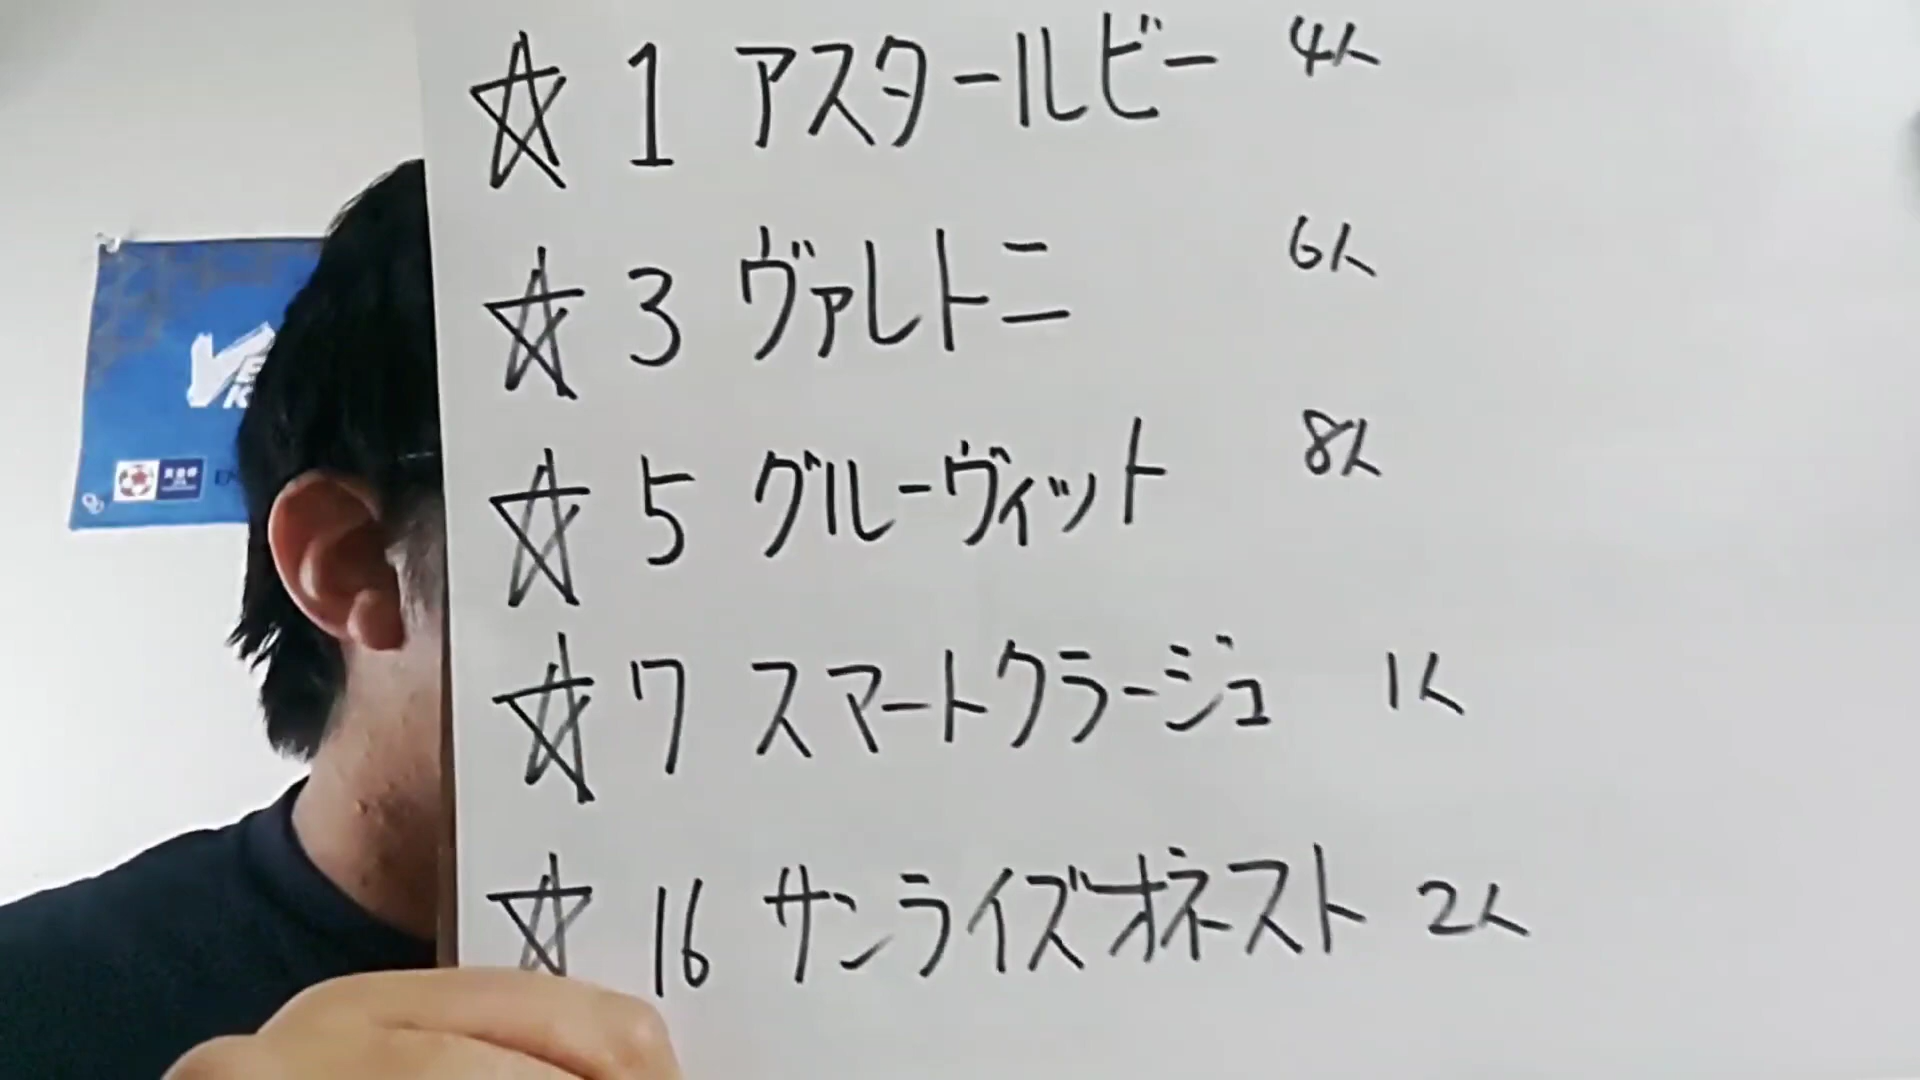 ☆ 1 アスタールビー 4人
☆ 3 ヴァルトニ 6人
☆ 5 グルーヴィット 8人
☆ 7 スマートクラージュ 1人
☆ 16 サンライズオネスト 2人